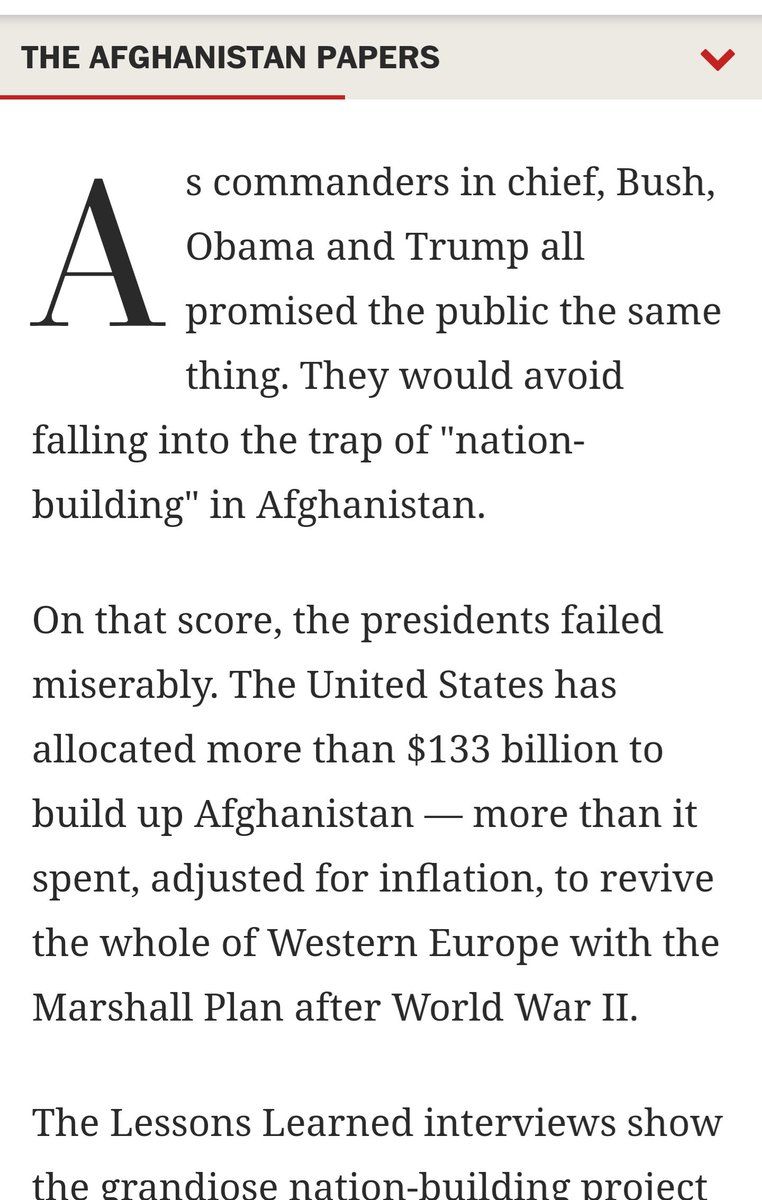 THE AFGHANISTAN PAPERS
As commanders in chief, Bush,
Obama and Trump all
promised the public the same
thing. They would avoid
falling into the trap of "nation-
building" in Afghanistan.
On that score, the presidents failed
miserably. The United States has
allocated more than $133 billion to
build up Afghanistan — more than it
spent, adjusted for inflation, to revive
the whole of Western Europe with the
Marshall Plan after World War II.
The Lessons Learned interviews show
the grandiose nation-building project